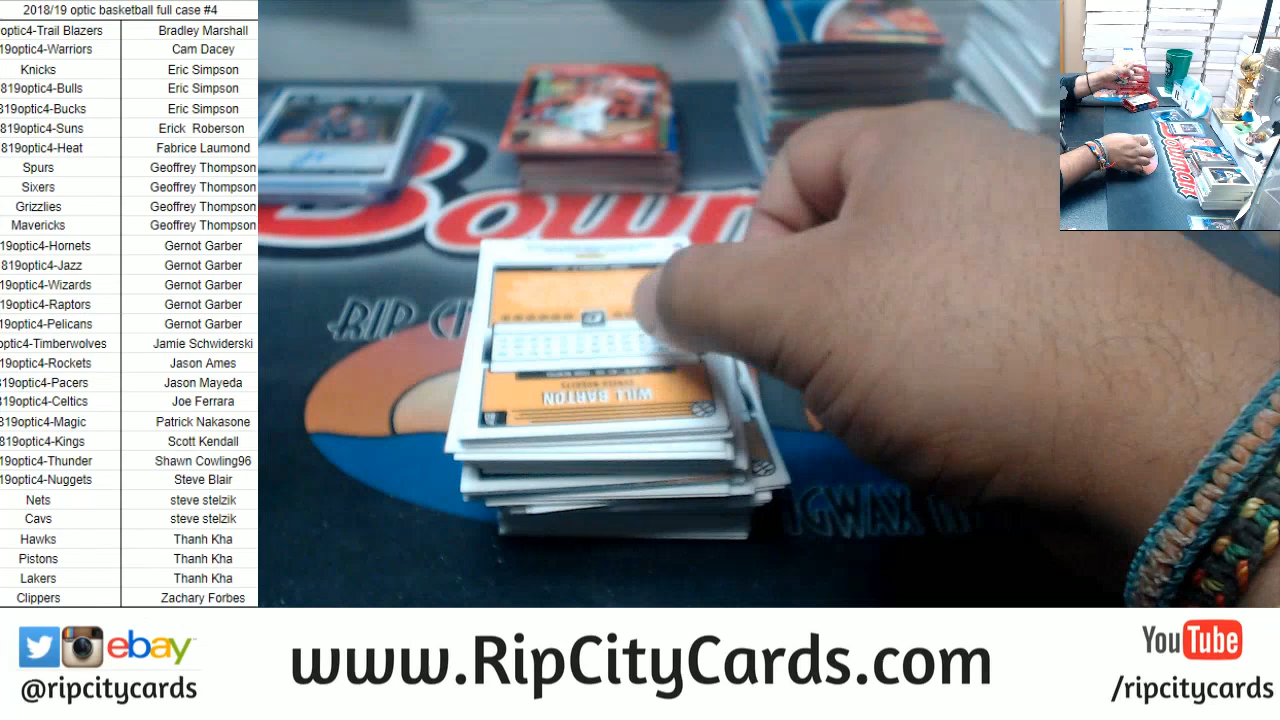 2018/19 optic basketball full case #4
optic4-Trail Blazers Bradley Marshall
19optic4-Warriors Cam Dacey
Knicks Eric Simpson
819optic4-Bulls Eric Simpson
819optic4-Bucks Eric Simpson
819optic4-Suns Erick Roberson
819optic4-Heat Fabrice Laumond
Spurs Geoffrey Thompson
Sixers Geoffrey Thompson
Grizzlies Geoffrey Thompson
Mavericks Geoffrey Thompson
19optic4-Hornets Gernot Garber
819optic4-Jazz Gernot Garber
19optic4-Wizards Gernot Garber
19optic4-Raptors Gernot Garber
19optic4-Pelicans Gernot Garber
optic4-Timberwolves Jamie Schwiderski
19optic4-Rockets Jason Ames
819optic4-Pacers Jason Mayeda
819optic4-Celtics Joe Ferrara
819optic4-Magic Patrick Nakasone
819optic4-Kings Scott Kendall
19optic4-Thunder Shawn Cowling96
19optic4-Nuggets Steve Blair
Nets steve stelzik
Cavs steve stelzik
Hawks Thanh Kha
Pistons Thanh Kha
Lakers Thanh Kha
Clippers Zachary Forbes
Bowm
RIP C
WILL BARTON
DENVER NUGGETS
IGWAX
Bowman
ebay
@ripcitycards
www.RipCityCards.com
YouTube
/ripcitycards